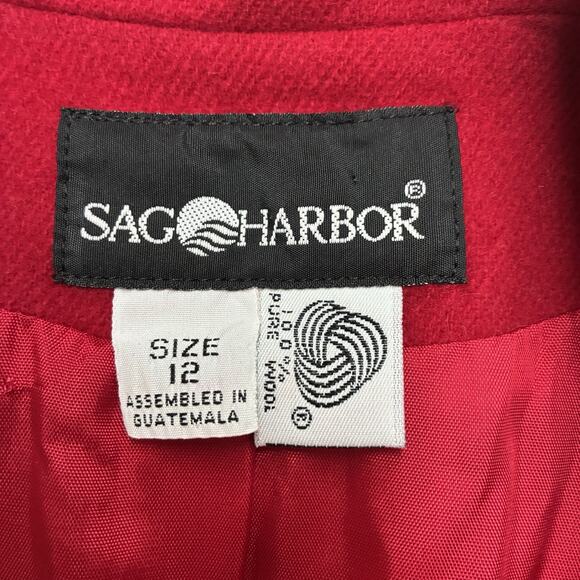 SAG HARBOR®
SIZE
12
ASSEMBLED IN
GUATEMALA
100%
PURE WOOL
®